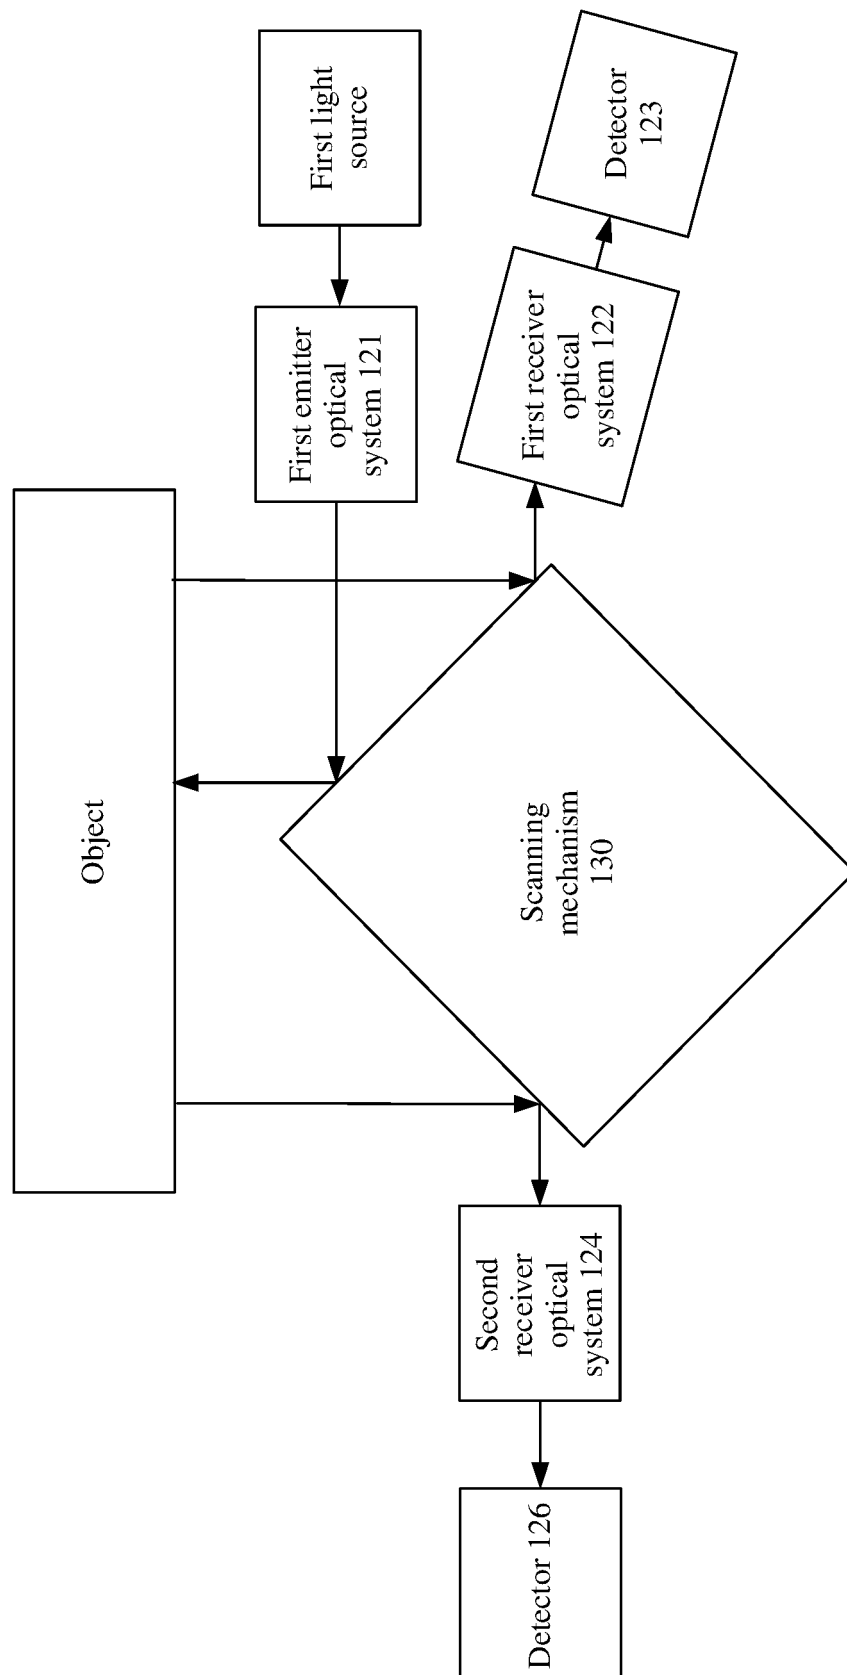 Object
First light
source
First emitter
optical
system 121
Detector
123
First receiver
optical
system 122
Scanning
mechanism
130
Second
receiver
optical
system 124
Detector 126